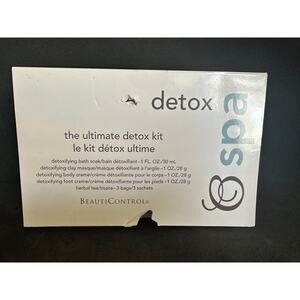 detox
spa
the ultimate detox kit
le kit détox ultime
detoxifying bath soak/bain détoxifiant–1 FL. OZ./30 mL
detoxifying clay masque/masque détoxifiant à l'argile–1 OZ./28 g
detoxifying body creme/crème détoxifiante pour le corps–1 OZ./28 g
detoxifying foot creme/crème détoxifiante pour les pieds–1 OZ./28 g
herbal tea/tisane–3 bags/3 sachets
BEAUTICONTROL®